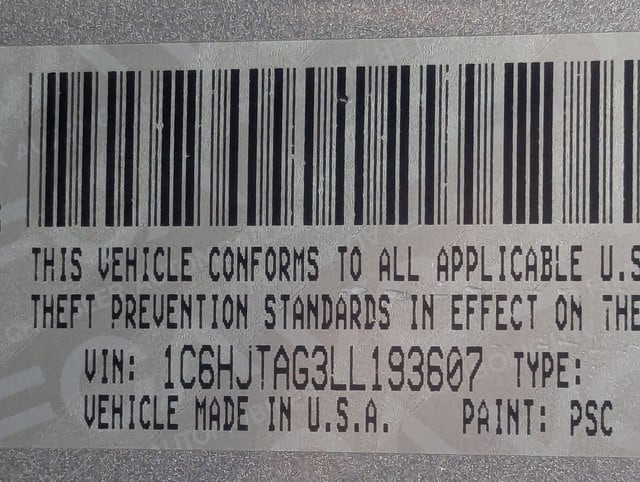 THIS VEHICLE CONFORMS TO ALL APPLICABLE U.S
THEFT PREVENTION STANDARDS IN EFFECT ON THE
VIN: 1C6HJTAG3LL193607 TYPE:
VEHICLE MADE IN U.S.A. PAINT: PSC